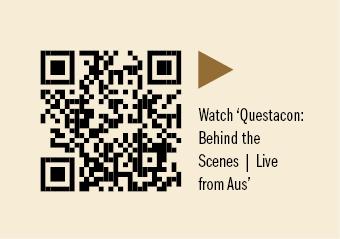 Watch ‘Questacon:
Behind the
Scenes | Live
from Aus’